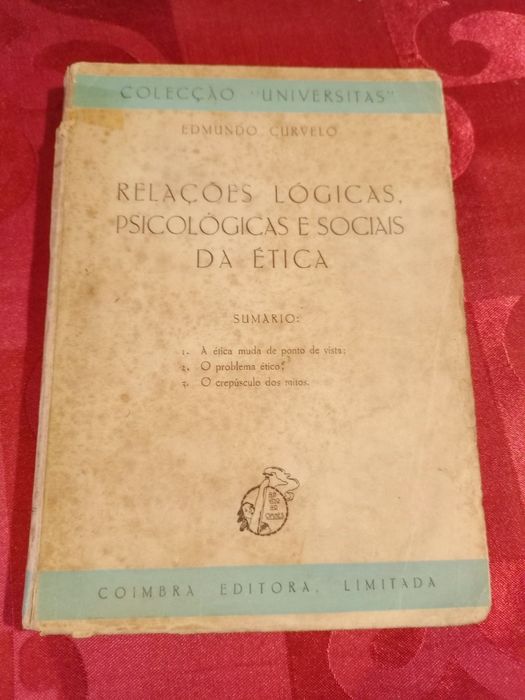 COLECÇÃO "UNIVERSITAS"
EDMUNDO CURVELO
RELAÇÕES LÓGICAS,
PSICOLÓGICAS E SOCIAIS
DA ÉTICA
SUMÁRIO:
1. A ética muda de ponto de vista;
2. O problema ético;
3. O crepúsculo dos mitos.
COIMBRA EDITORA, LIMITADA